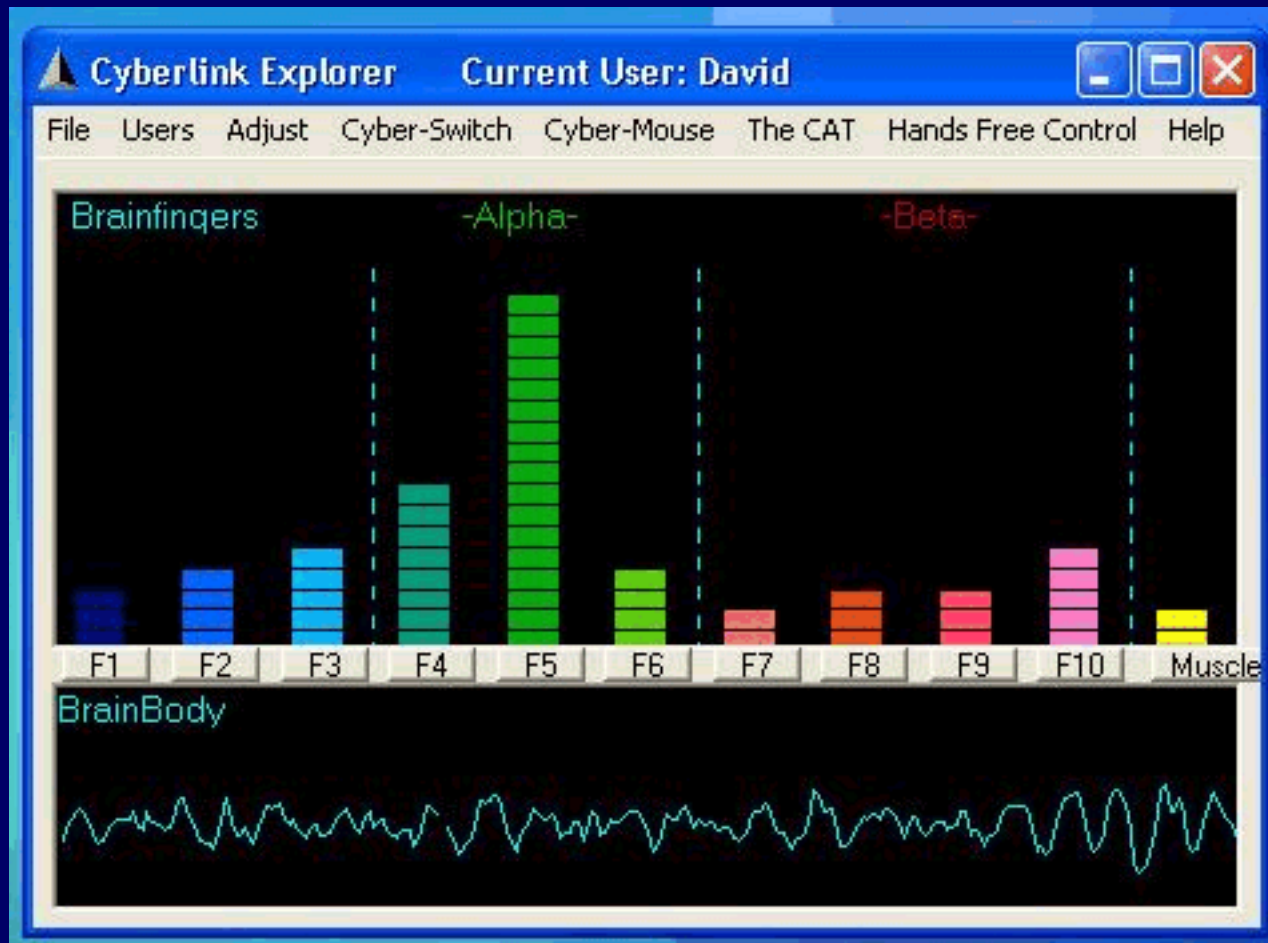 Cyberlink Explorer Current User: David
File Users Adjust Cyber-Switch Cyber-Mouse The CAT Hands Free Control Help
Brainfingers -Alpha- -Beta-
F1 F2 F3 F4 F5 F6 F7 F8 F9 F10 Muscle
BrainBody